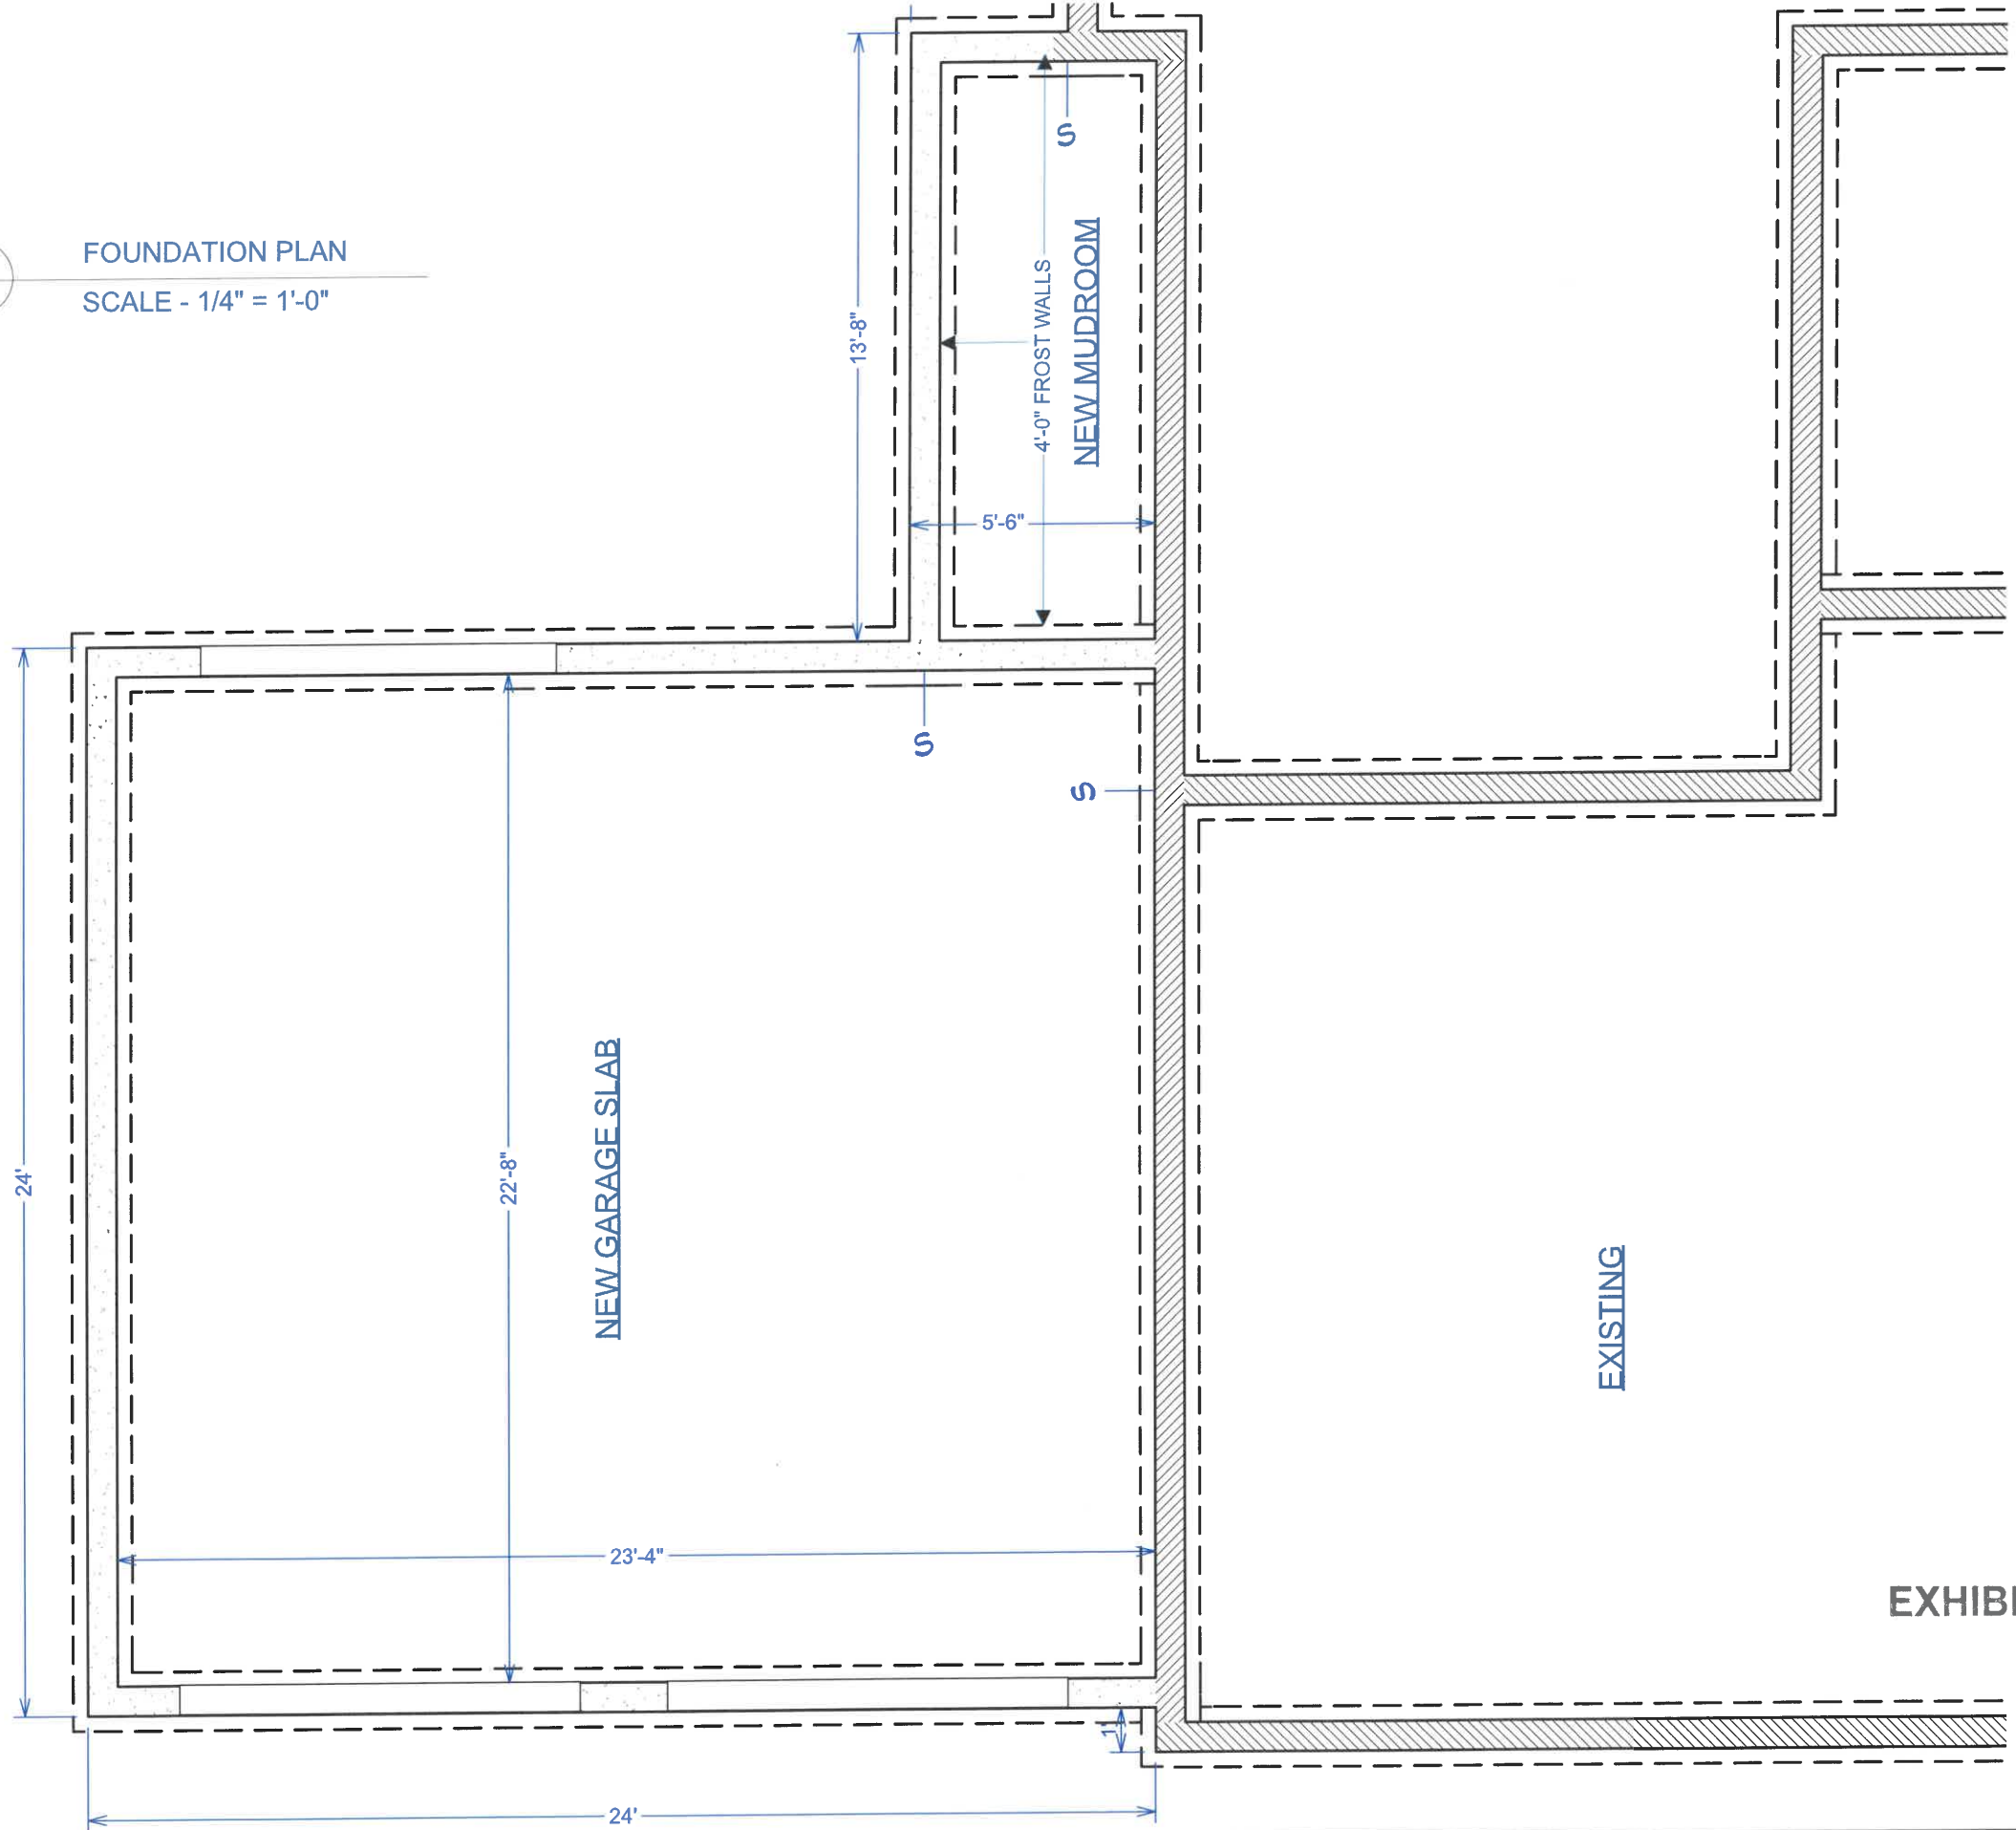 FOUNDATION PLAN
SCALE - 1/4" = 1'-0"
13'-8"
S
4'-0" FROST WALLS
NEW MUDROOM
5'-6"
S
S
24'
22'-8"
NEW GARAGE SLAB
EXISTING
23'-4"
EXHIBI
1'
24'